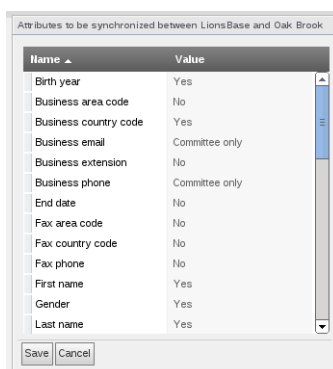 Attributes to be synchronized between LionsBase and Oak Brook
Name Value
Birth year Yes
Business area code No
Business country code Yes
Business email Committee only
Business extension No
Business phone Committee only
End date No
Fax area code No
Fax country code No
Fax phone No
First name Yes
Gender Yes
Last name Yes
Save Cancel